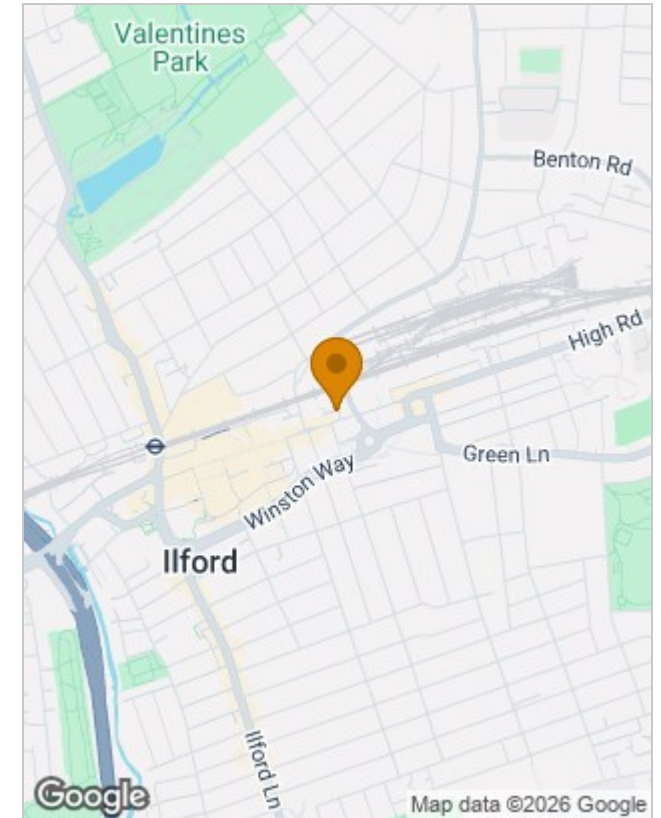 Valentines
Park
Benton Rd
High Rd
Green Ln
Winston Way
Ilford
Ilford Ln
Google
Map data ©2026 Google